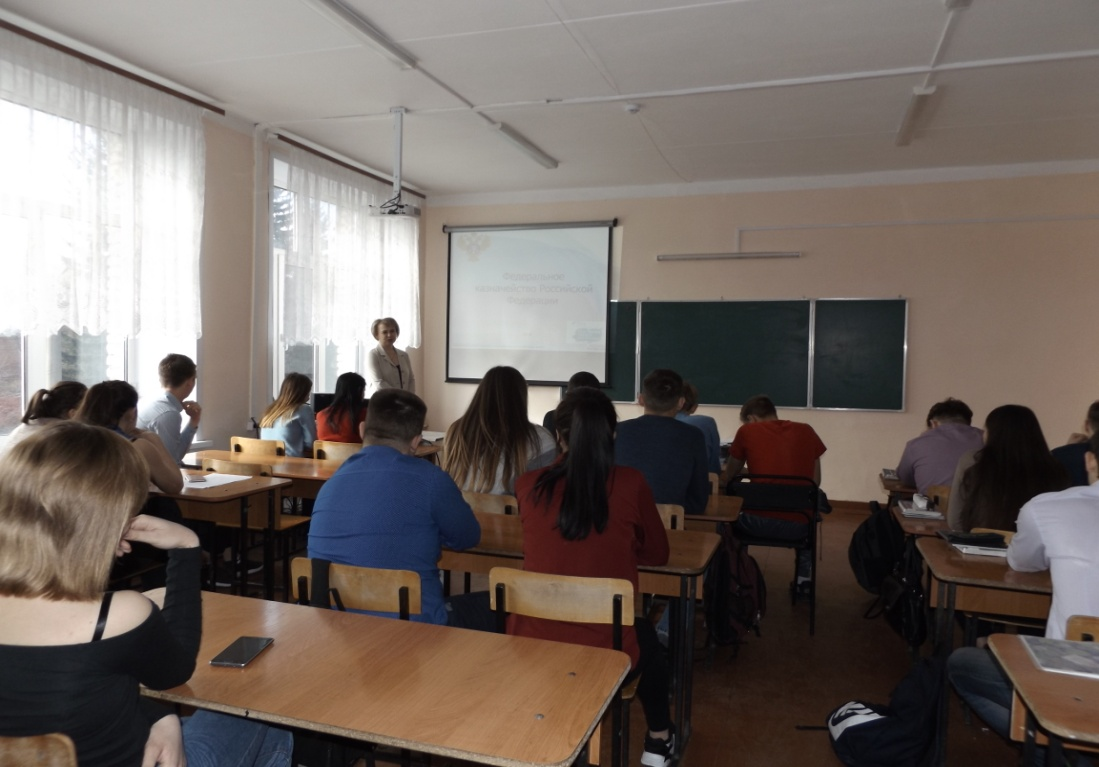 Федеральное
казначейство Российской
Федерации